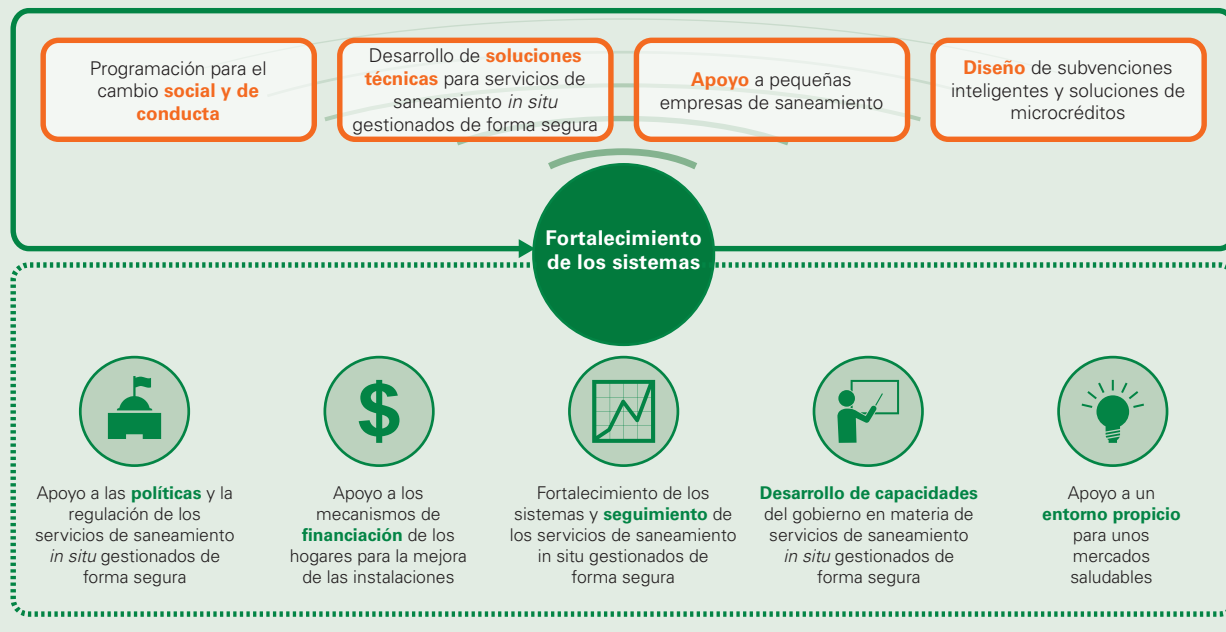 Programación para el
cambio social y de
conducta
Desarrollo de soluciones
técnicas para servicios de
saneamiento in situ
gestionados de forma segura
Apoyo a pequeñas
empresas de saneamiento
Diseño de subvenciones
inteligentes y soluciones de
microcréditos
Fortalecimiento
de los sistemas
Apoyo a las políticas y la
regulación de los
servicios de saneamiento
in situ gestionados de
forma segura
Apoyo a los
mecanismos de
financiación de los
hogares para la mejora
de las instalaciones
Fortalecimiento de los
sistemas y seguimiento de
los servicios de saneamiento
in situ gestionados de
forma segura
Desarrollo de capacidades
del gobierno en materia de
servicios de saneamiento
in situ gestionados de
forma segura
Apoyo a un
entorno propicio
para unos
mercados
saludables